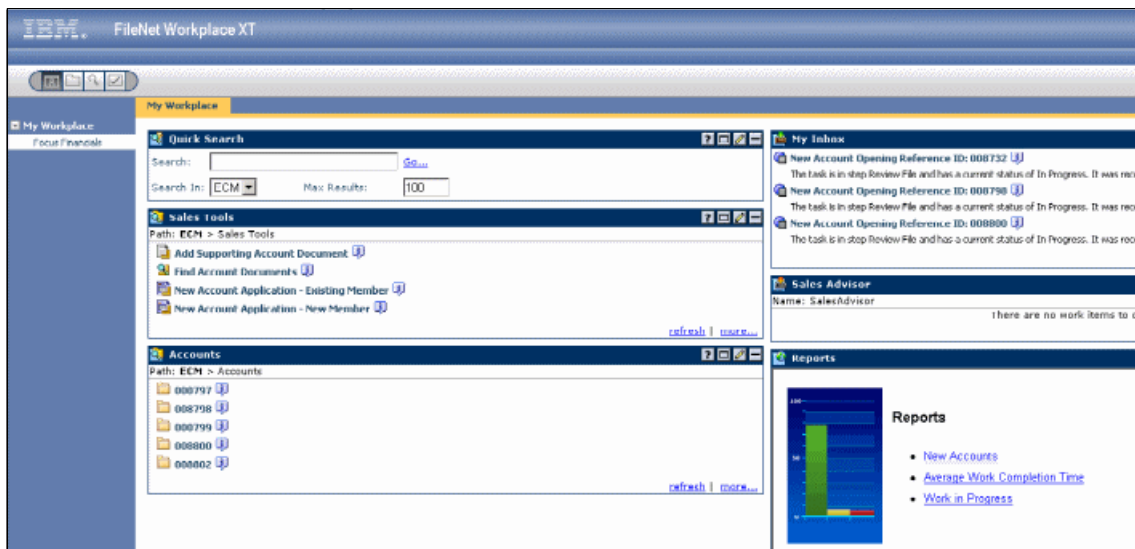 IBM. FileNet Workplace XT
My Workplace
My Workplace
Focus Financials
Quick Search
Search: Go...
Search In: ECM Max Results: 100
Sales Tools
Path: ECM > Sales Tools
Add Supporting Account Document
Find Account Documents
New Account Application - Existing Member
New Account Application - New Member
refresh | more...
Accounts
Path: ECM > Accounts
008797
008798
008799
008800
008802
refresh | more...
My Inbox
New Account Opening Reference ID: 008732
The task is in step Review File and has a current status of In Progress. It was rec
New Account Opening Reference ID: 008798
The task is in step Review File and has a current status of In Progress. It was rec
New Account Opening Reference ID: 008800
The task is in step Review File and has a current status of In Progress. It was rec
Sales Advisor
Name: SalesAdvisor
There are no work items to
Reports
100
50
0
Reports
New Accounts
Average Work Completion Time
Work in Progress